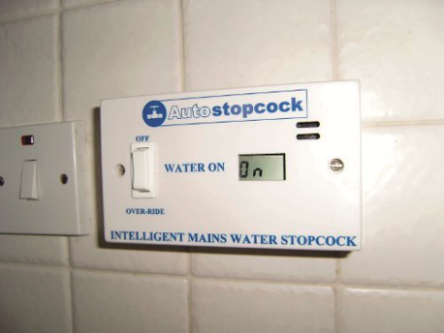 Autostopcock
OFF
WATER ON On
OVER-RIDE
INTELLIGENT MAINS WATER STOPCOCK